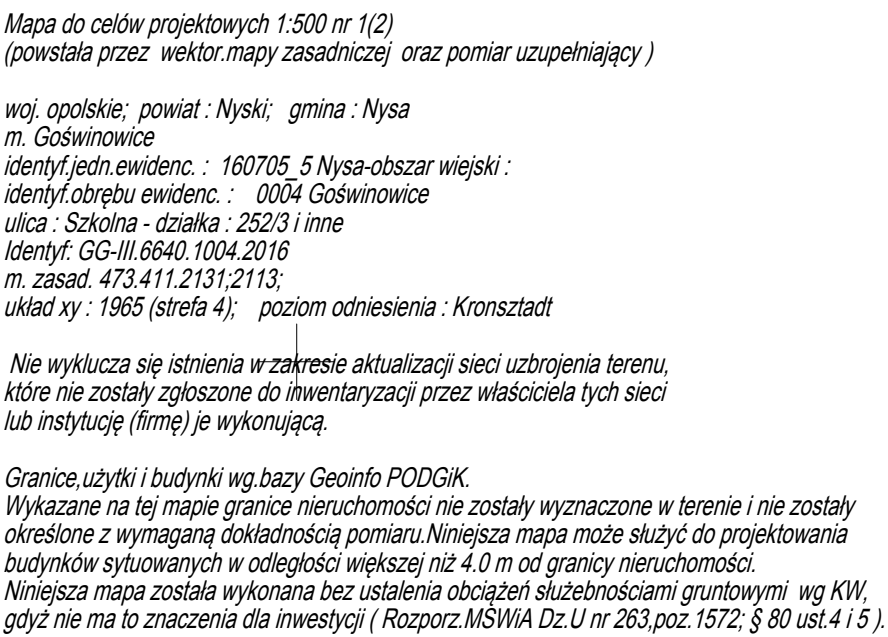 Mapa do celów projektowych 1:500 nr 1(2)
(powstała przez wektor.mapy zasadniczej oraz pomiar uzupełniający )
woj. opolskie; powiat : Nyski; gmina : Nysa
m. Goświnowice
identyf.jedn.ewidenc. : 160705_5 Nysa-obszar wiejski :
identyf.obrębu ewidenc. : 0004 Goświnowice
ulica : Szkolna - działka : 252/3 i inne
Identyf: GG-III.6640.1004.2016
m. zasad. 473.411.2131;2113;
układ xy : 1965 (strefa 4); poziom odniesienia : Kronsztadt
Nie wyklucza się istnienia w zakresie aktualizacji sieci uzbrojenia terenu,
które nie zostały zgłoszone do inwentaryzacji przez właściciela tych sieci
lub instytucję (firmę) je wykonującą.
Granice,użytki i budynki wg.bazy Geoinfo PODGiK.
Wykazane na tej mapie granice nieruchomości nie zostały wyznaczone w terenie i nie zostały
określone z wymaganą dokładnością pomiaru.Niniejsza mapa może służyć do projektowania
budynków sytuowanych w odległości większej niż 4.0 m od granicy nieruchomości.
Niniejsza mapa została wykonana bez ustalenia obciążeń służebnościami gruntowymi wg KW,
gdyż nie ma to znaczenia dla inwestycji ( Rozporz.MSWiA Dz.U nr 263,poz.1572; § 80 ust.4 i 5 ).